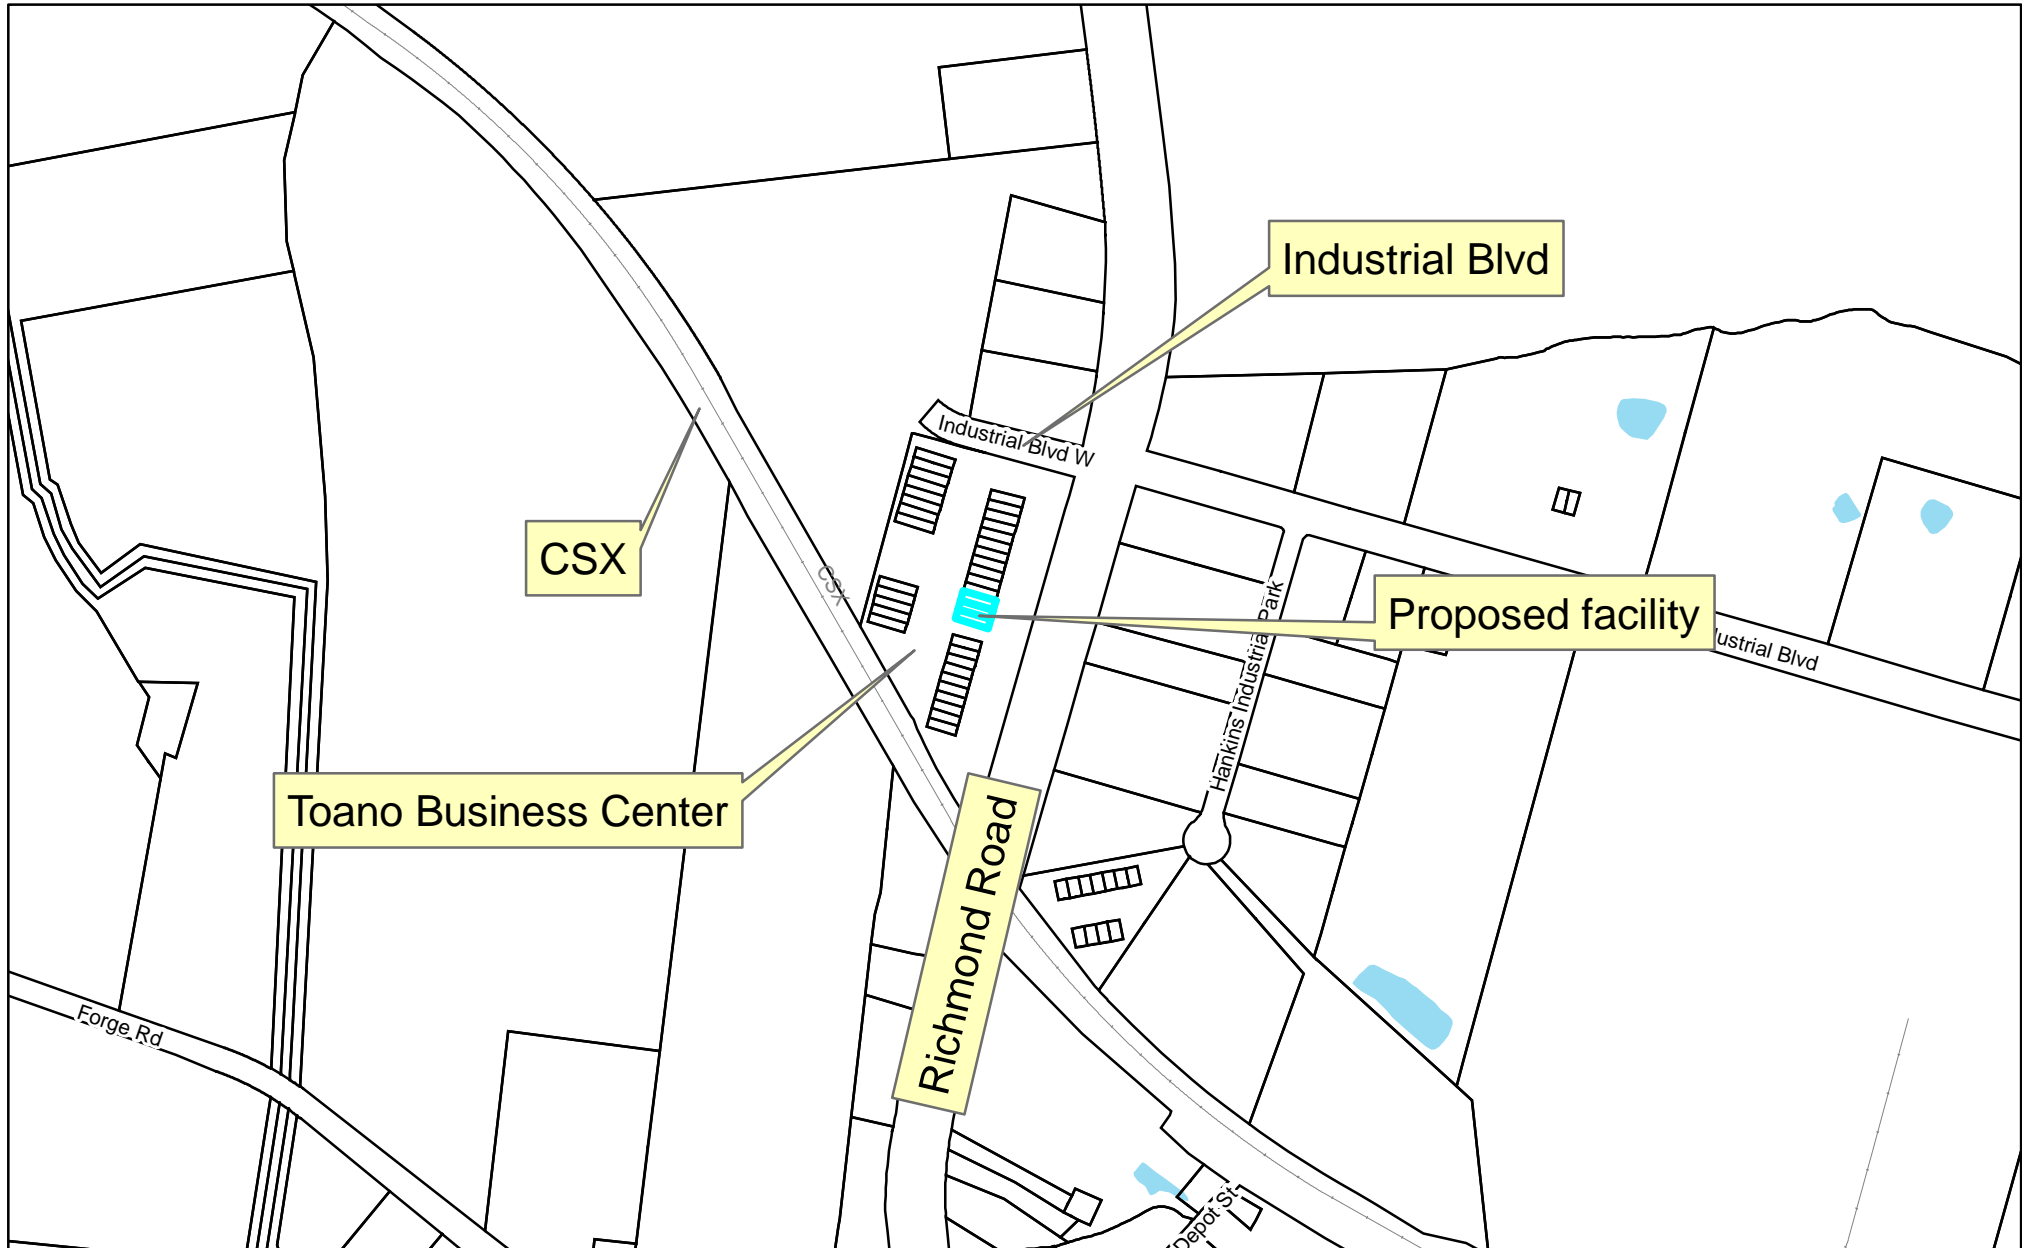 Industrial Blvd
Industrial Blvd W
CSX
CSX
Proposed facility
dustrial Blvd
Hankins Industrial Park
Toano Business Center
Richmond Road
Forge Rd
Depot St